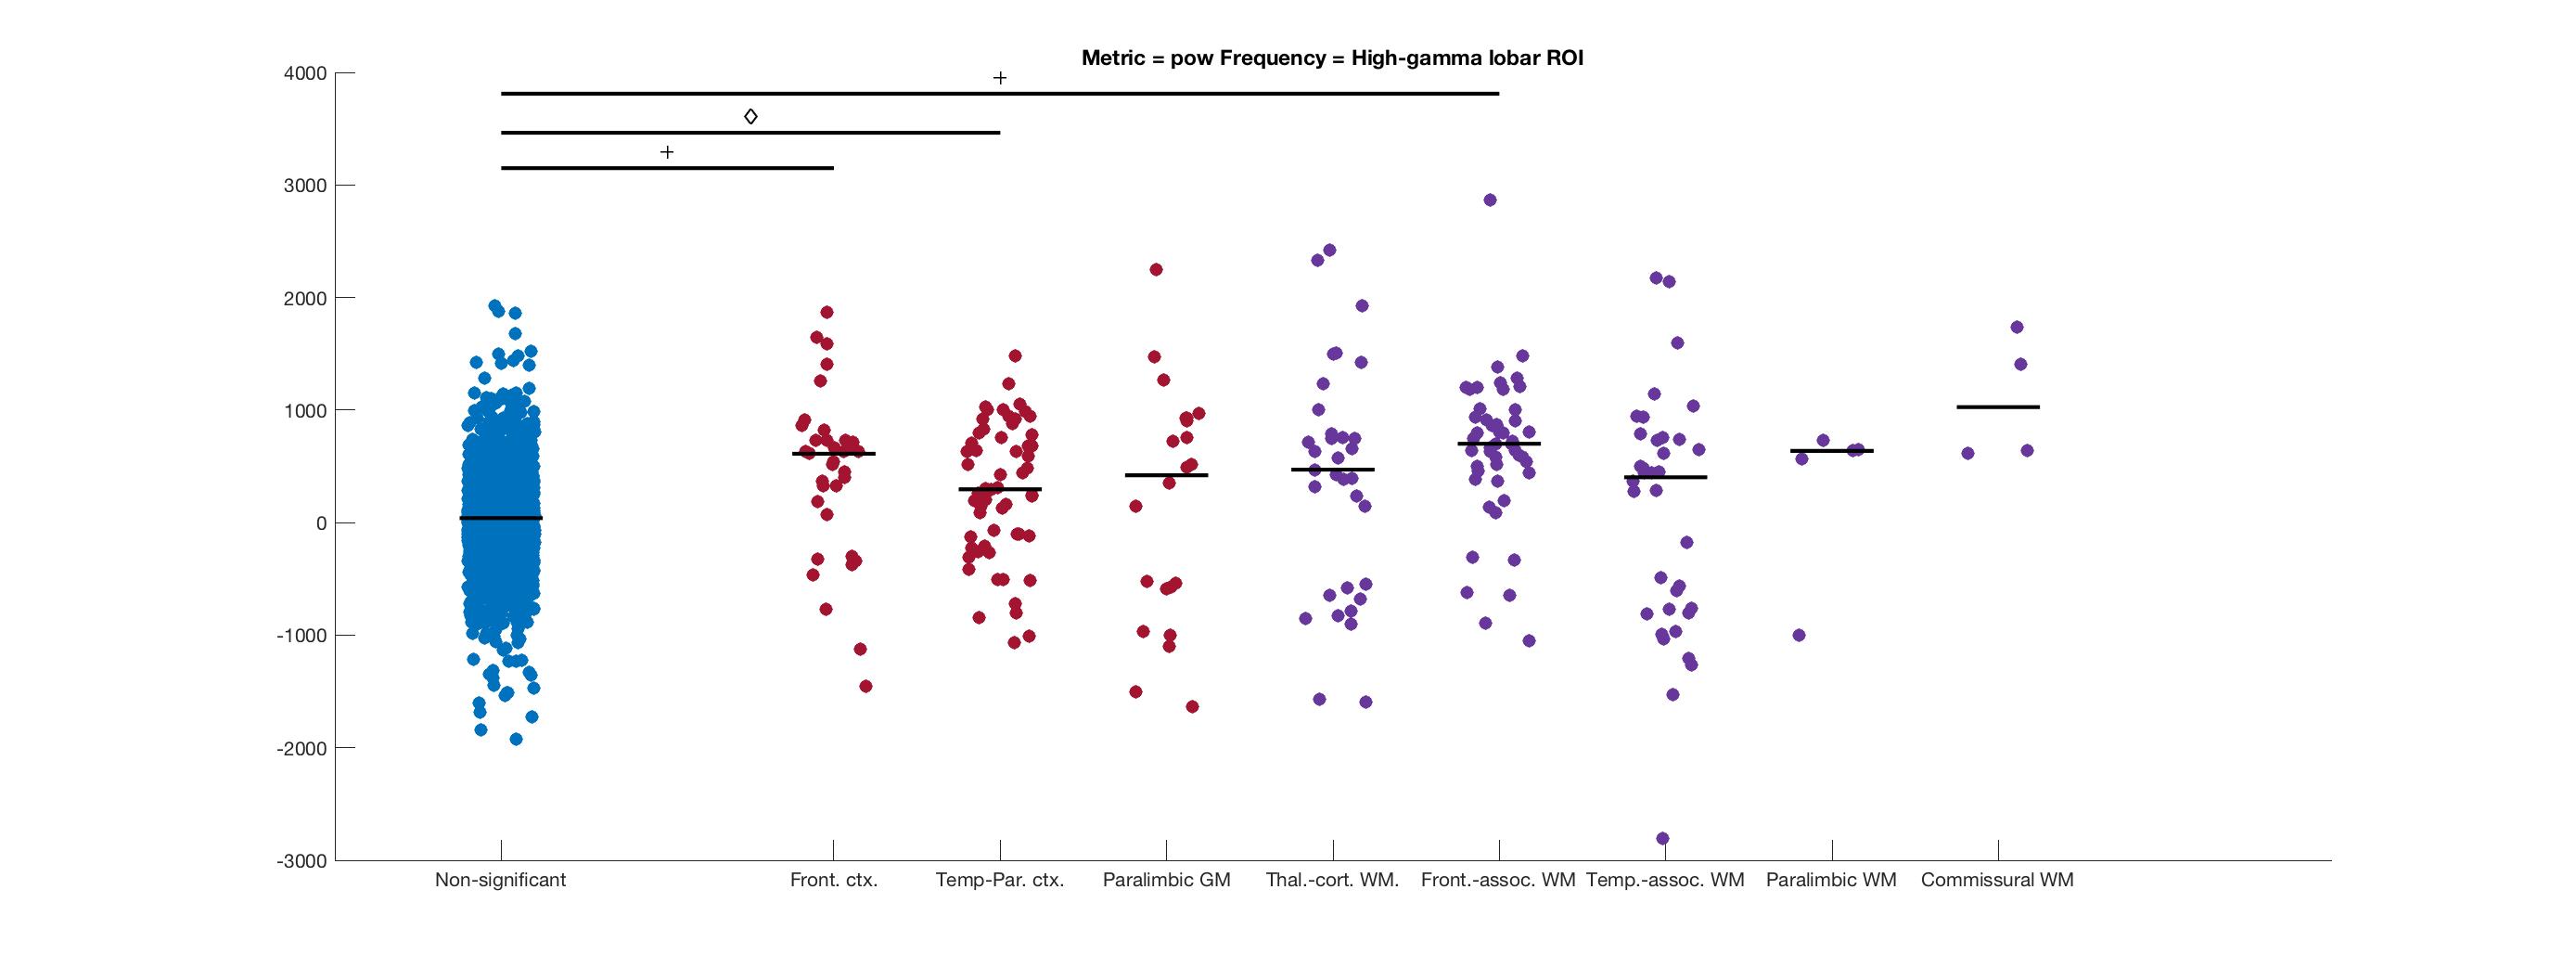 Metric = pow Frequency = High-gamma lobar ROI
4000
3000
2000
1000
0
-1000
-2000
-3000
+
◊
+
Non-significant
Front. ctx.
Temp-Par. ctx.
Paralimbic GM
Thal.-cort. WM.
Front.-assoc. WM
Temp.-assoc. WM
Paralimbic WM
Commissural WM